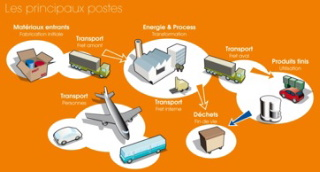 Les principaux postes
Matériaux entrants
Fabrication initiale
Energie & Process
Transformation
Transport
Fret amont
Transport
Fret aval
Produits finis
Utilisation
Transport
Personnes
Transport
Fret interne
Déchets
Fin de vie